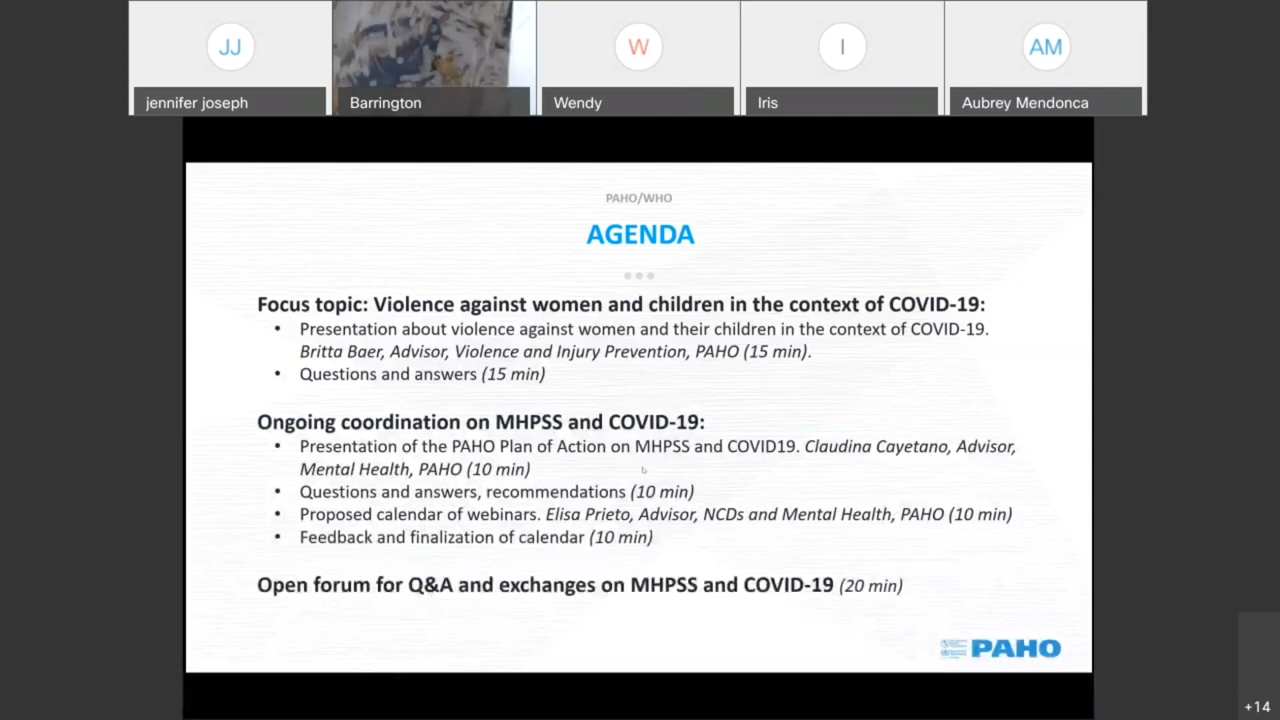 JJ
W
I
AM
jennifer joseph
Barrington
Wendy
Iris
Aubrey Mendonca
PAHO/WHO
AGENDA
Focus topic: Violence against women and children in the context of COVID-19:
• Presentation about violence against women and their children in the context of COVID-19.
Britta Baer, Advisor, Violence and Injury Prevention, PAHO (15 min).
• Questions and answers (15 min)
Ongoing coordination on MHPSS and COVID-19:
• Presentation of the PAHO Plan of Action on MHPSS and COVID19. Claudina Cayetano, Advisor,
Mental Health, PAHO (10 min)
• Questions and answers, recommendations (10 min)
• Proposed calendar of webinars. Elisa Prieto, Advisor, NCDs and Mental Health, PAHO (10 min)
• Feedback and finalization of calendar (10 min)
Open forum for Q&A and exchanges on MHPSS and COVID-19 (20 min)
PAHO
+14